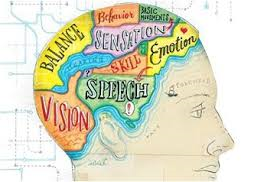 Behavior
BASIC
MOVEMENTS
BALANCE
SENSATION
Emotion
SKILL
SPEECH
!
VISION